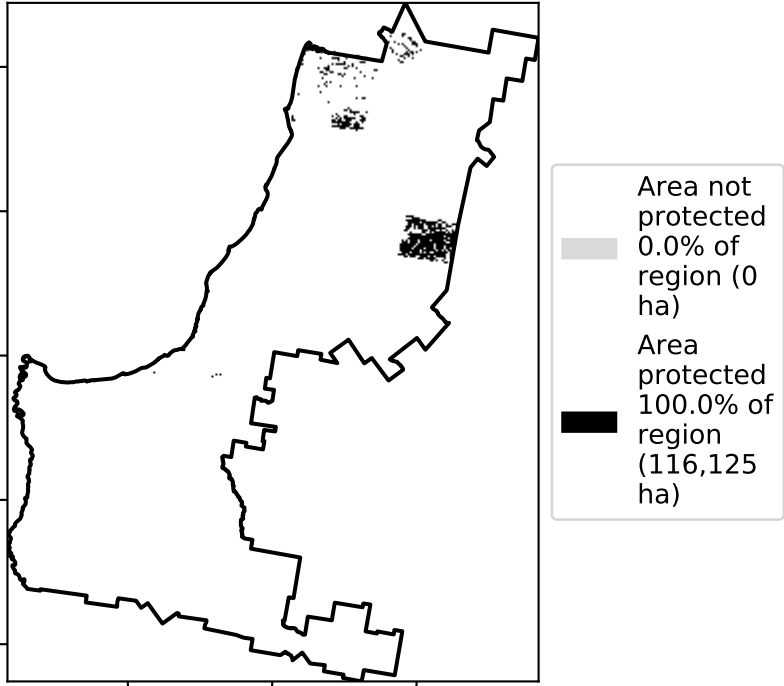 Area not
protected
0.0% of
region (0
ha)
Area
protected
100.0% of
region
(116,125
ha)